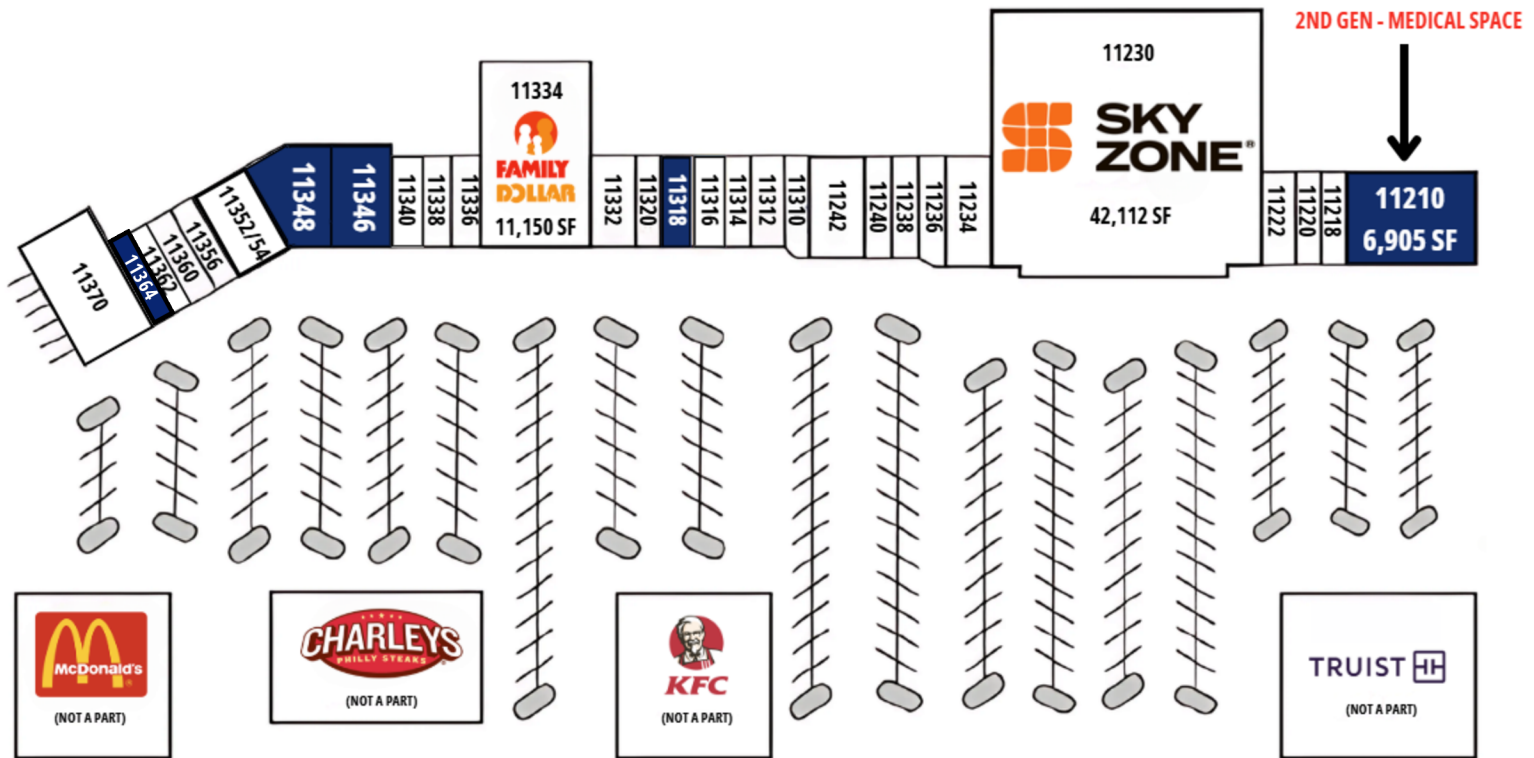 2ND GEN - MEDICAL SPACE
11370
11364
11362
11360
11356
11352/54
11348
11346
11340
11338
11336
11334
FAMILY
DOLLAR
11,150 SF
11332
11320
11318
11316
11314
11312
11310
11242
11240
11238
11236
11234
11230
SKY
ZONE®
42,112 SF
11222
11220
11218
11210
6,905 SF
McDonald's
(NOT A PART)
CHARLEYS
PHILLY STEAKS
(NOT A PART)
KFC
(NOT A PART)
TRUIST
(NOT A PART)